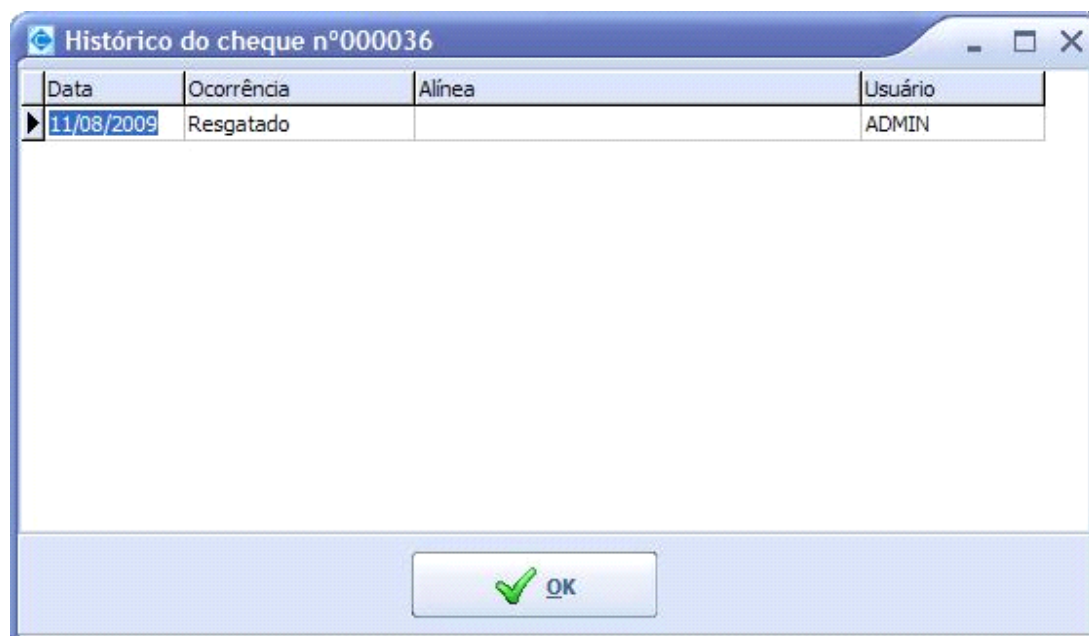 Histórico do cheque nº000036
Data Ocorrência Alínea Usuário
11/08/2009 Resgatado ADMIN
OK